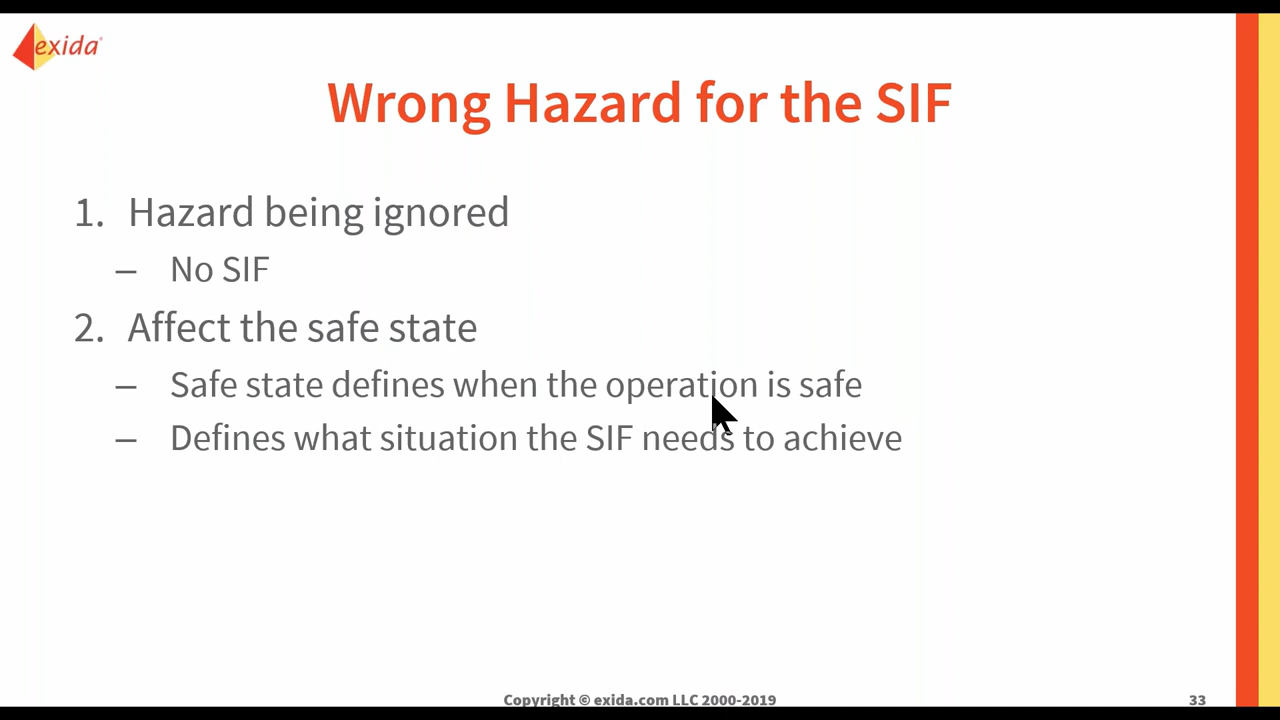 exida
Wrong Hazard for the SIF
1. Hazard being ignored
– No SIF
2. Affect the safe state
– Safe state defines when the operation is safe
– Defines what situation the SIF needs to achieve
Copyright © exida.com LLC 2000-2019
33